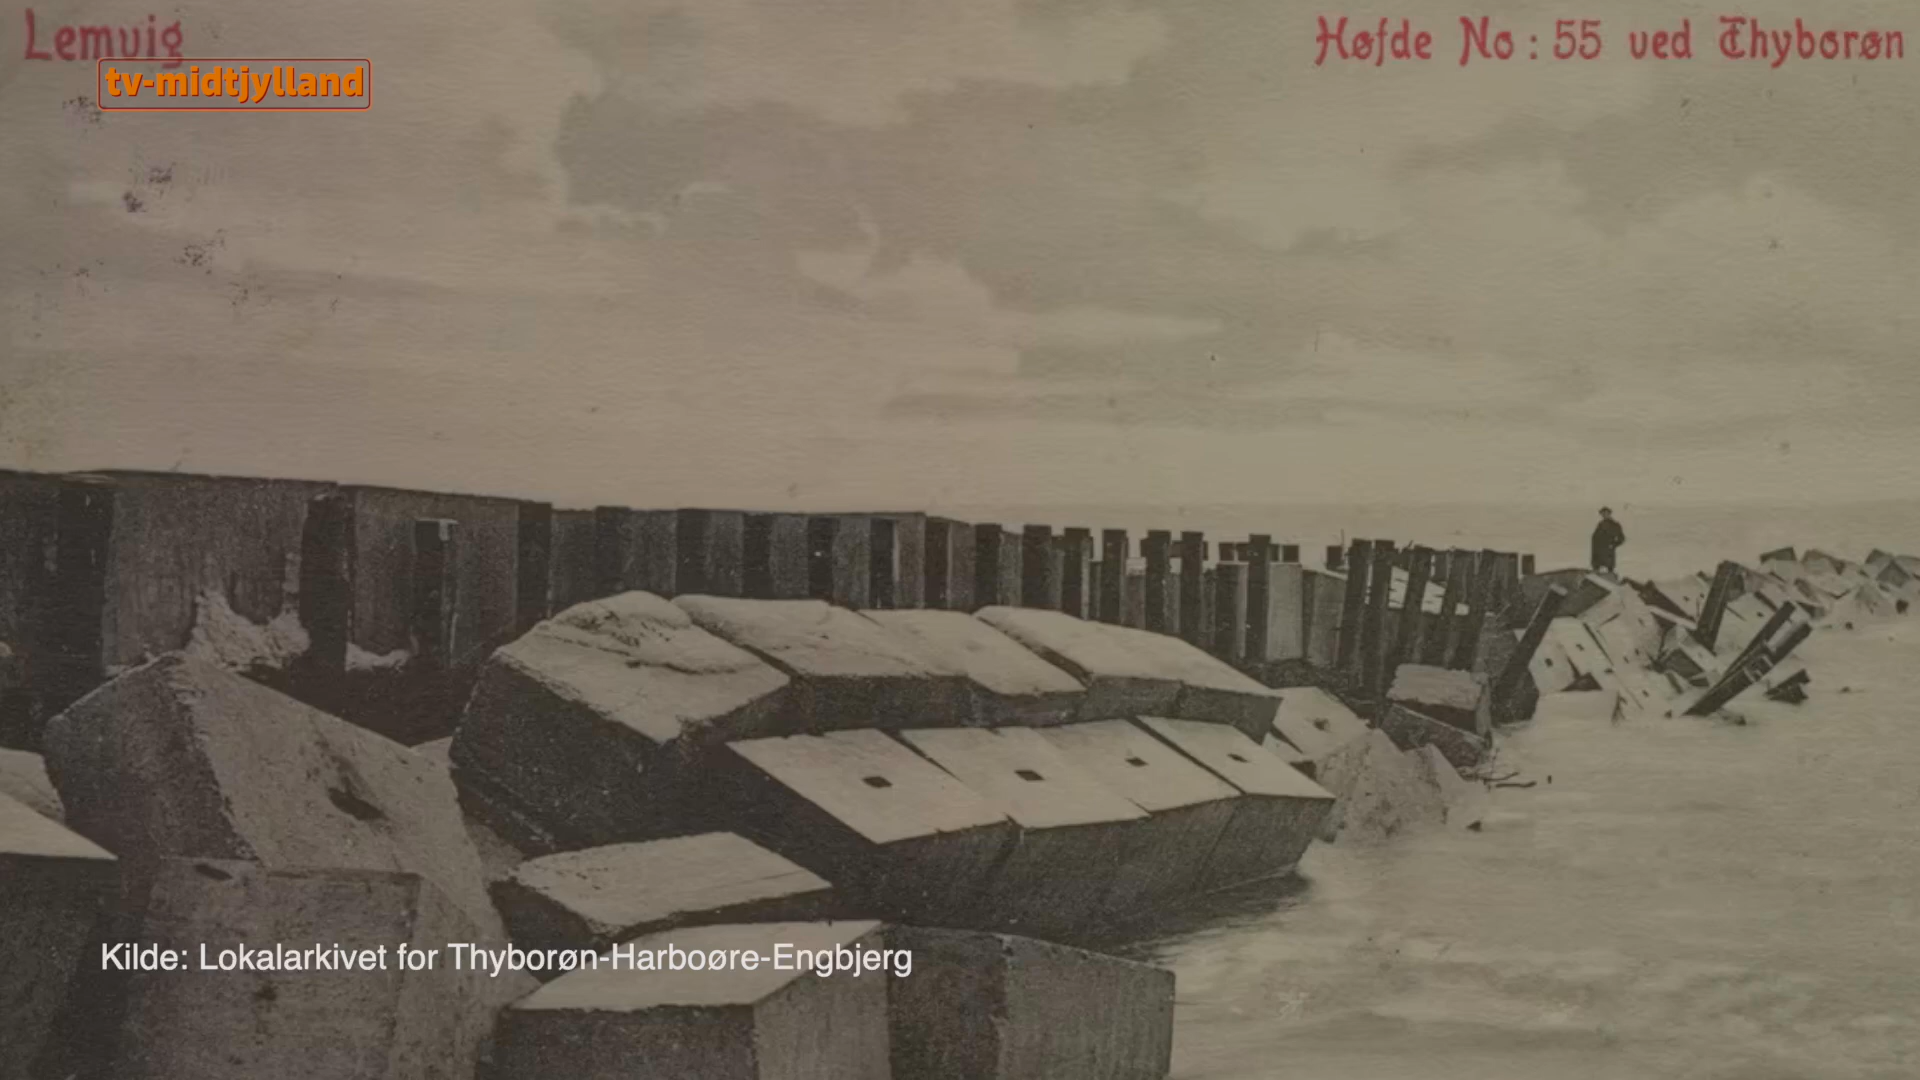 Lemvig
Høfde No: 55 ved Thyborøn
tv-midtjylland
Kilde: Lokalarkivet for Thyborøn-Harboøre-Engbjerg